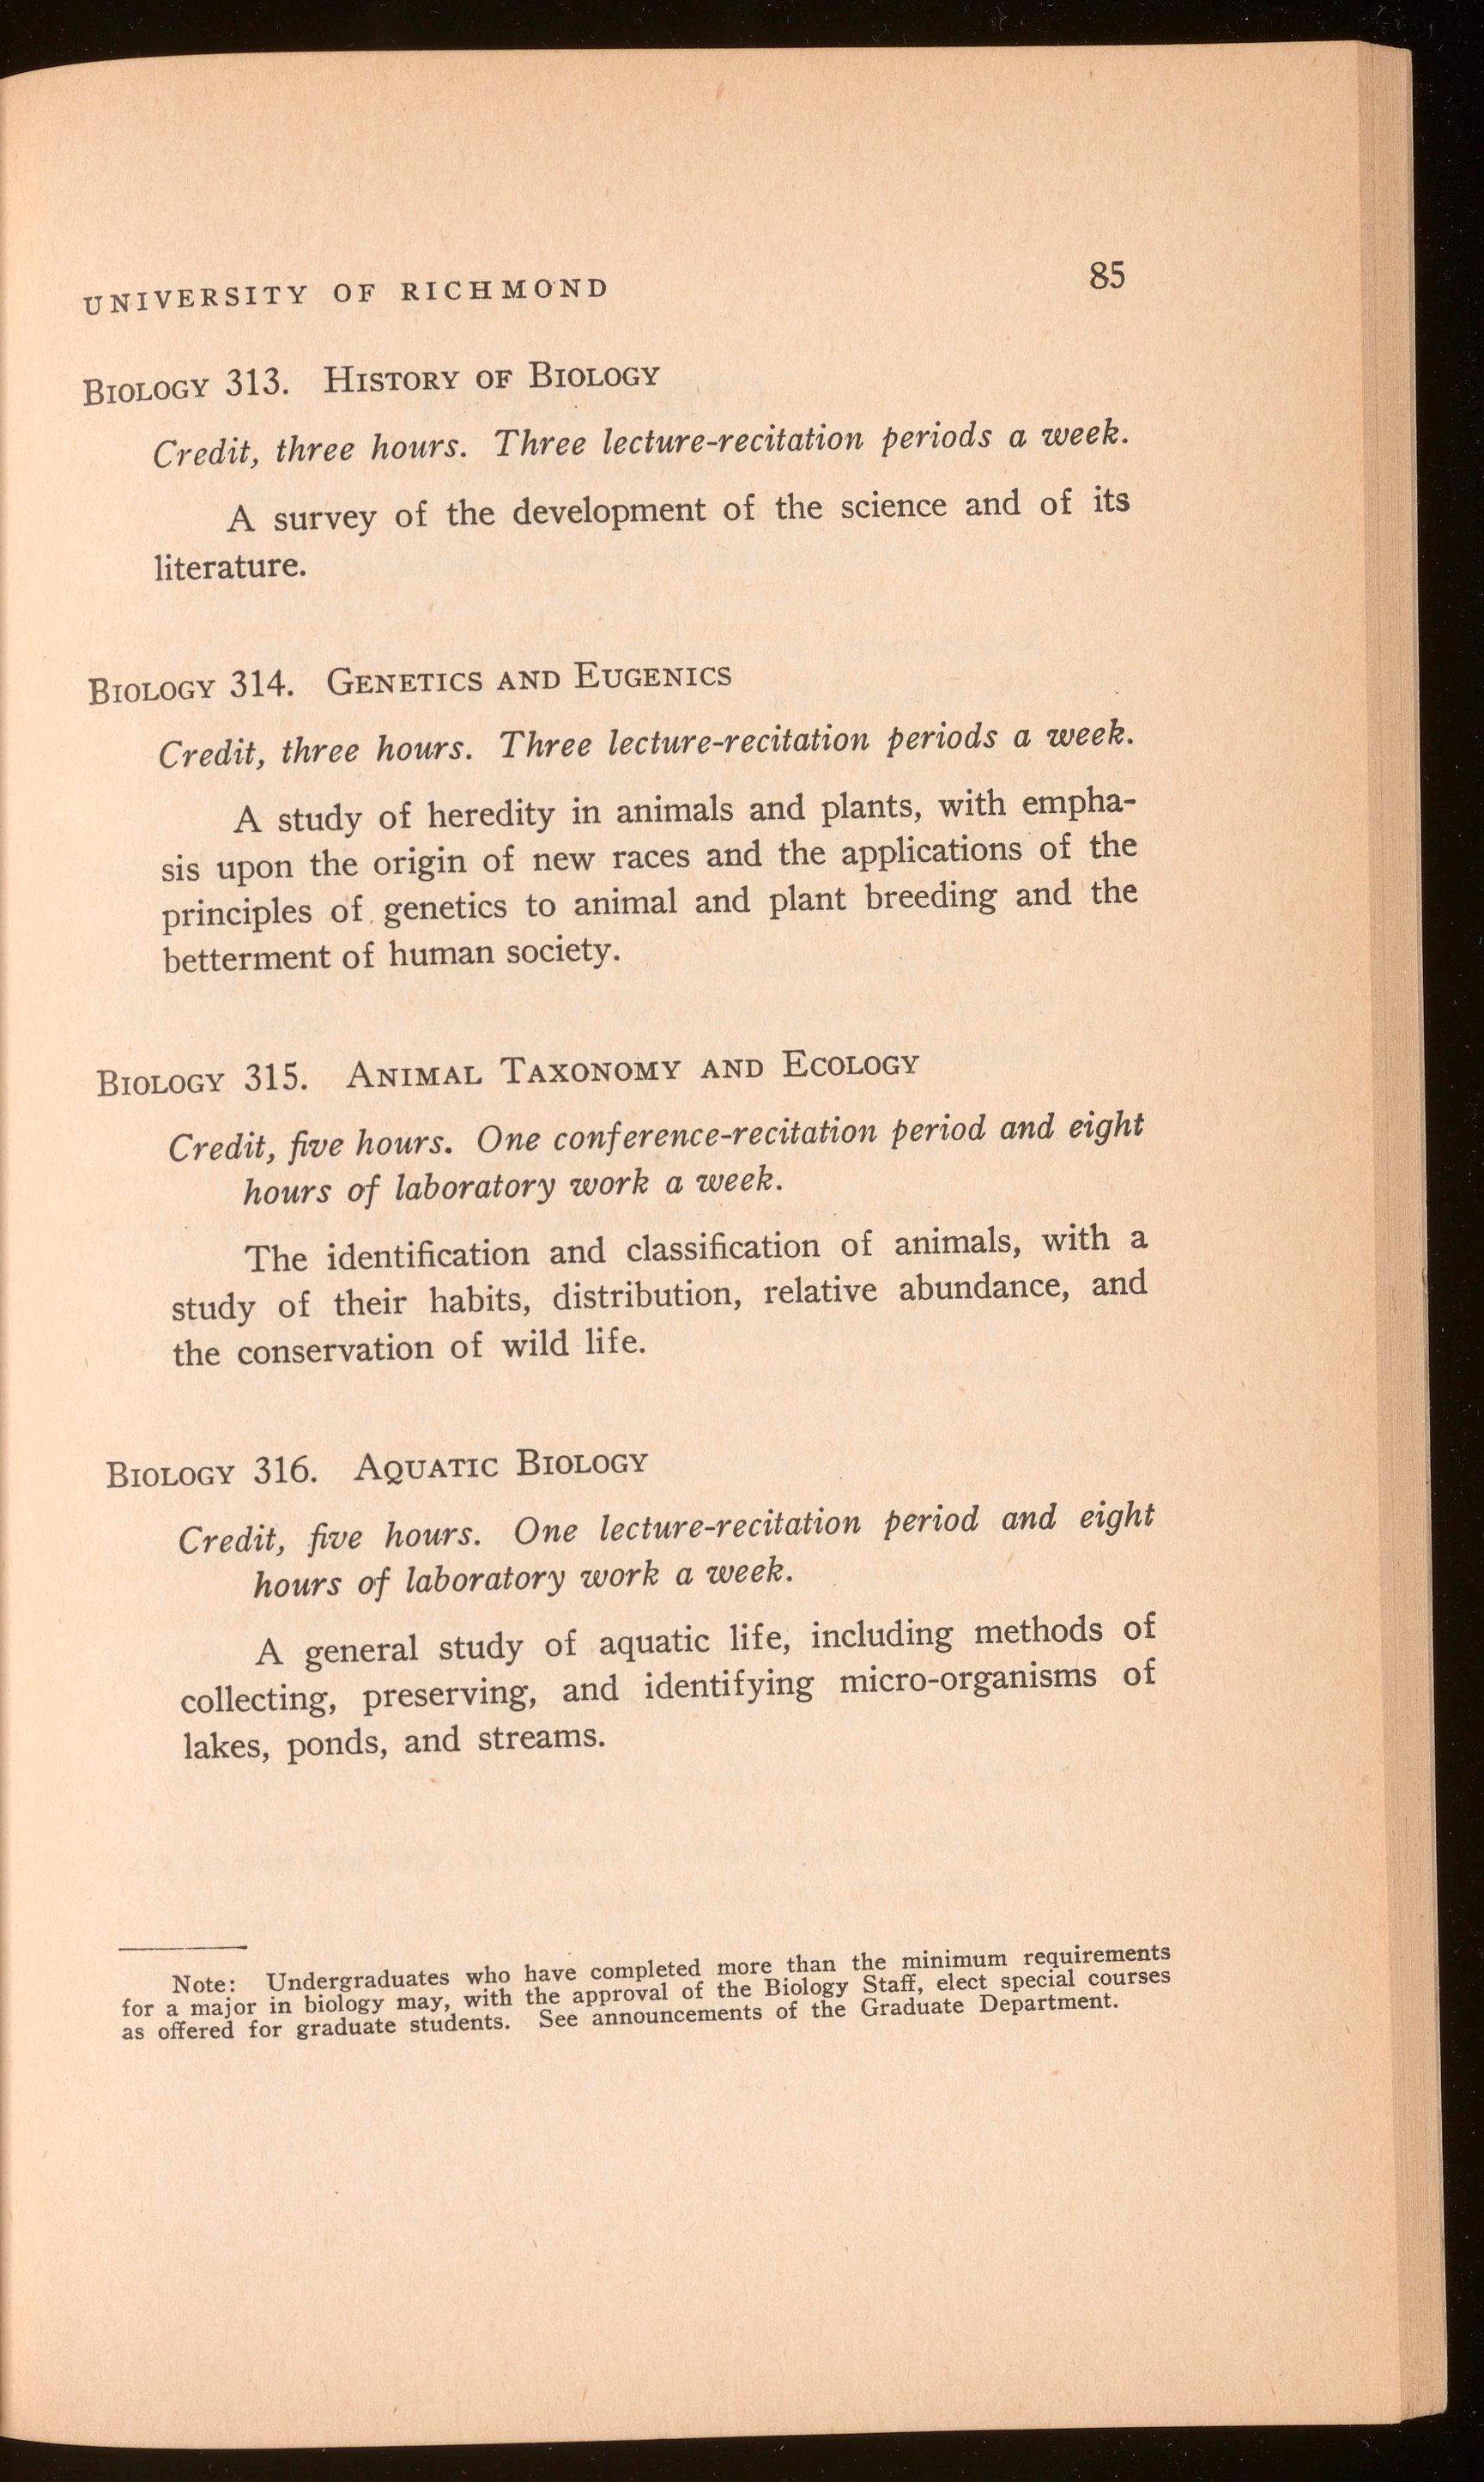 UNIVERSITY OF RICHMOND 85
BIOLOGY 313. HISTORY OF BIOLOGY
Credit, three hours. Three lecture-recitation periods a week.
A survey of the development of the science and of its
literature.
BIOLOGY 314. GENETICS AND EUGENICS
Credit, three hours. Three lecture-recitation periods a week.
A study of heredity in animals and plants, with empha-
sis upon the origin of new races and the applications of the
principles of genetics to animal and plant breeding and the
betterment of human society.
BIOLOGY 315. ANIMAL TAXONOMY AND ECOLOGY
Credit, five hours. One conference-recitation period and eight
hours of laboratory work a week.
The identification and classification of animals, with a
study of their habits, distribution, relative abundance, and
the conservation of wild life.
BIOLOGY 316. AQUATIC BIOLOGY
Credit, five hours. One lecture-recitation period and eight
hours of laboratory work a week.
A general study of aquatic life, including methods of
collecting, preserving, and identifying micro-organisms of
lakes, ponds, and streams.
Note: Undergraduates who have completed more than the minimum requirements
for a major in biology may, with the approval of the Biology Staff, elect special courses
as offered for graduate students. See announcements of the Graduate Department.